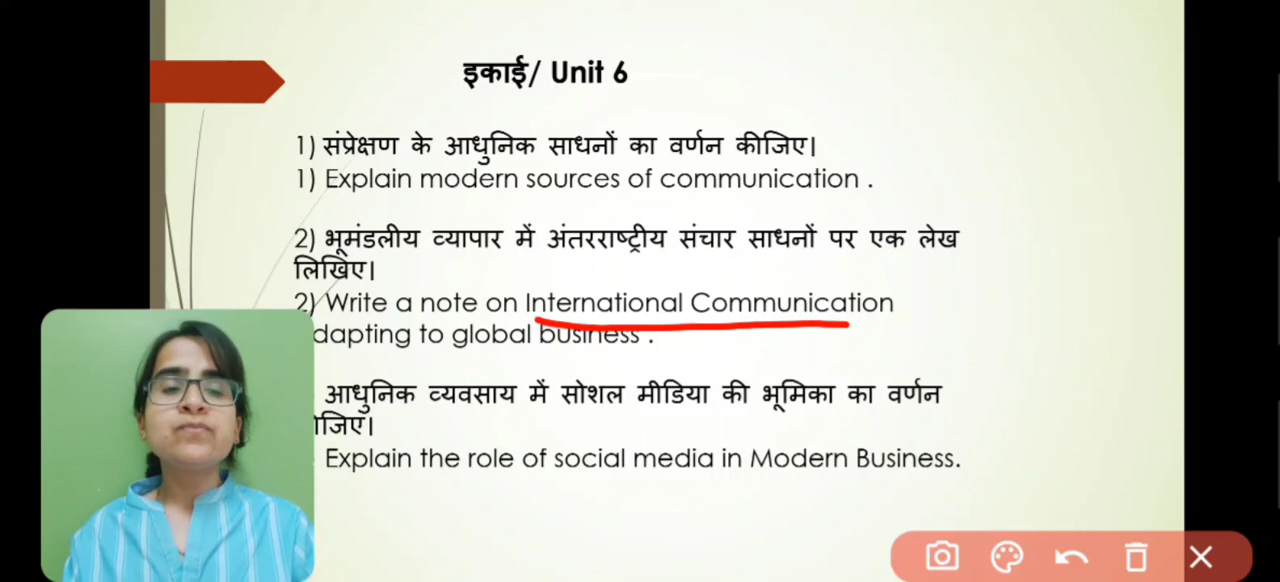 इकाई/ Unit 6
1) संप्रेक्षण के आधुनिक साधनों का वर्णन कीजिए।
1) Explain modern sources of communication .
2) भूमंडलीय व्यापार में अंतरराष्ट्रीय संचार साधनों पर एक लेख
लिखिए।
2) Write a note on International Communication
dapting to global business .
आधुनिक व्यवसाय में सोशल मीडिया की भूमिका का वर्णन
जिए।
Explain the role of social media in Modern Business.